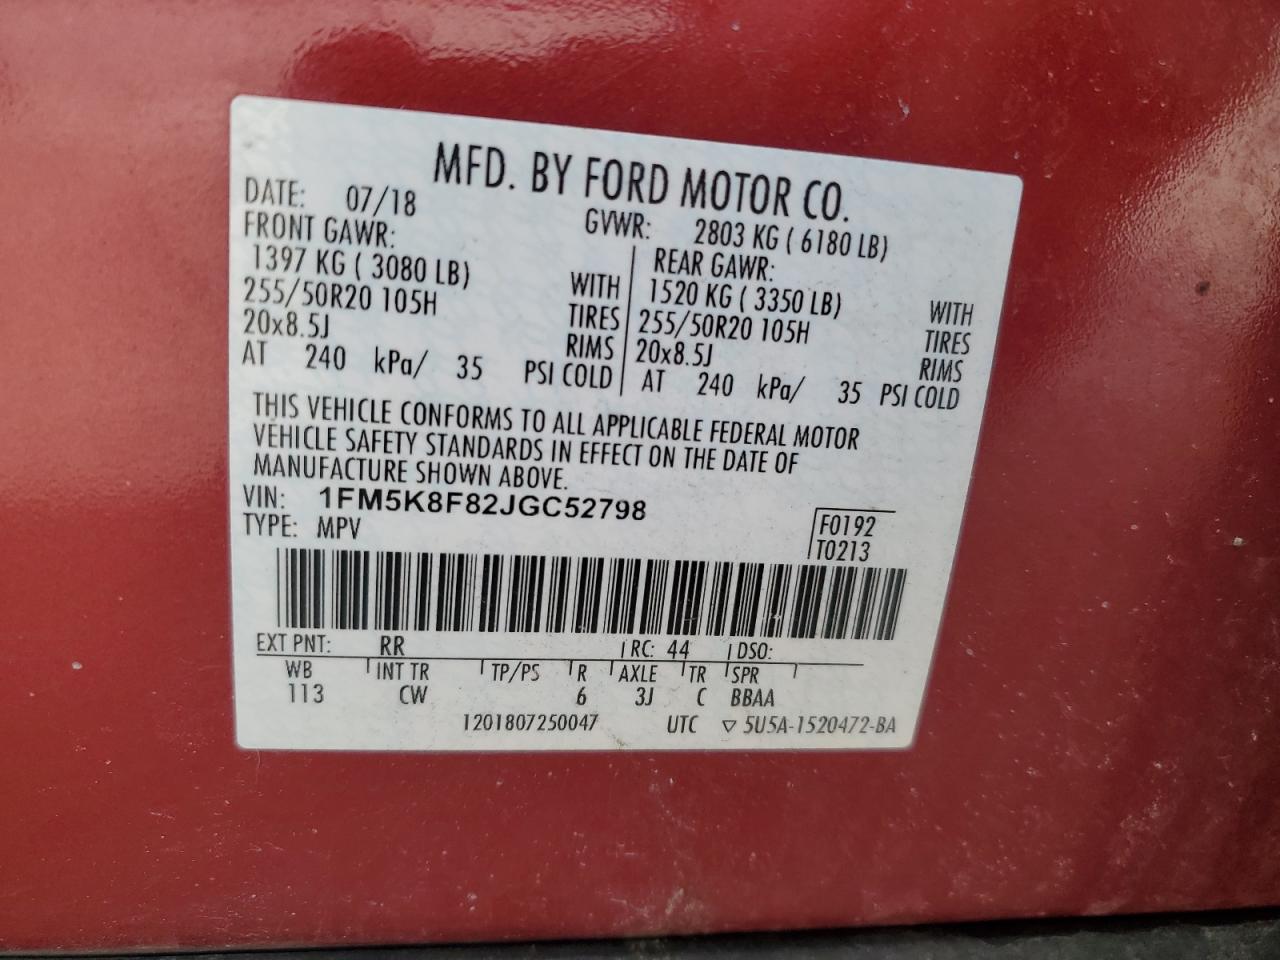 MFD. BY FORD MOTOR CO.
DATE: 07/18 GVWR: 2803 KG ( 6180 LB)
FRONT GAWR: REAR GAWR:
1397 KG ( 3080 LB) WITH 1520 KG ( 3350 LB) WITH
255/50R20 105H TIRES 255/50R20 105H TIRES
20x8.5J RIMS 20x8.5J RIMS
AT 240 kPa/ 35 PSI COLD AT 240 kPa/ 35 PSI COLD
THIS VEHICLE CONFORMS TO ALL APPLICABLE FEDERAL MOTOR
VEHICLE SAFETY STANDARDS IN EFFECT ON THE DATE OF
MANUFACTURE SHOWN ABOVE.
VIN: 1FM5K8F82JGC52798
TYPE: MPV
F0192
T0213
EXT PNT: RR RC: 44 DSO:
WB INT TR TP/PS R AXLE TR SPR
113 CW 6 3J C BBAA
1201807250047 UTC ▽ 5U5A-1520472-BA